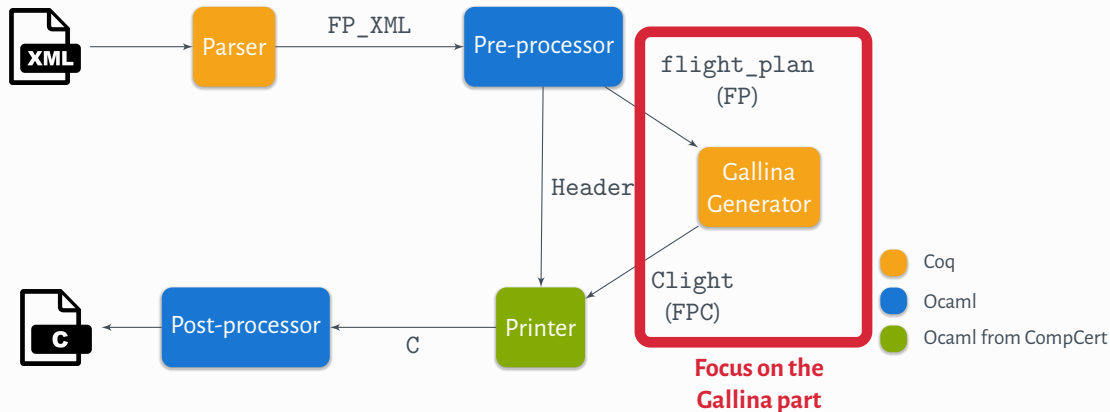 XML
Parser
FP_XML
Pre-processor
flight_plan
(FP)
Gallina
Generator
Header
Clight
(FPC)
C
Post-processor
C
Printer
Coq
Ocaml
Ocaml from CompCert
Focus on the
Gallina part